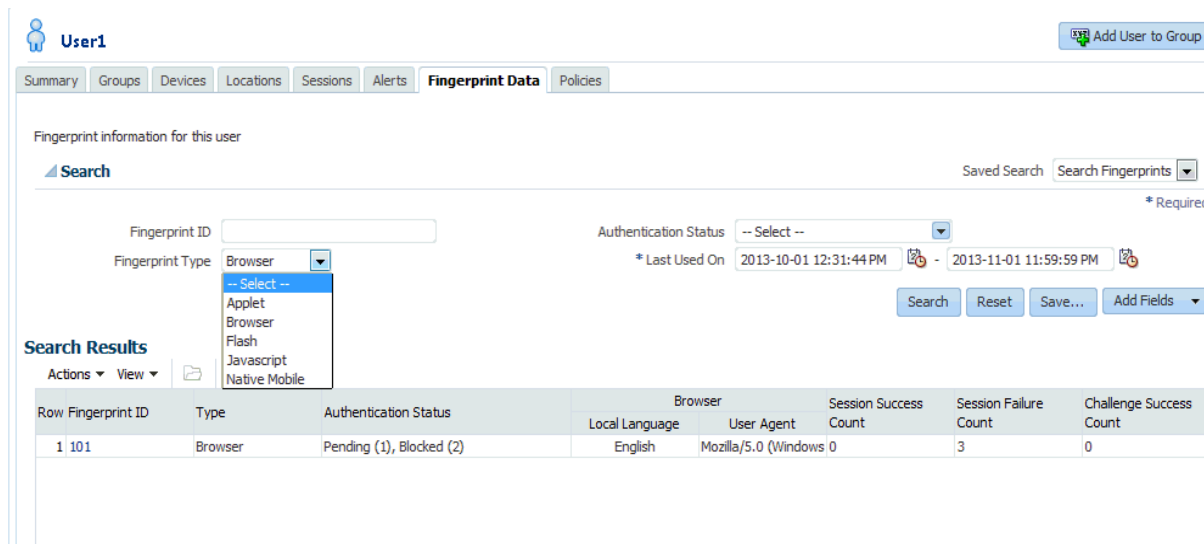 User1
Add User to Group
Summary Groups Devices Locations Sessions Alerts Fingerprint Data Policies
Fingerprint information for this user
Search
Saved Search Search Fingerprints
* Required
Fingerprint ID
Authentication Status -- Select --
Fingerprint Type Browser
* Last Used On 2013-10-01 12:31:44 PM - 2013-11-01 11:59:59 PM
-- Select --
Applet
Browser
Flash
Javascript
Native Mobile
Search Reset Save... Add Fields
Search Results
Actions View
Row Fingerprint ID Type Authentication Status Browser Local Language User Agent Session Success Count Session Failure Count Challenge Success Count
1 101 Browser Pending (1), Blocked (2) English Mozilla/5.0 (Windows 0 3 0